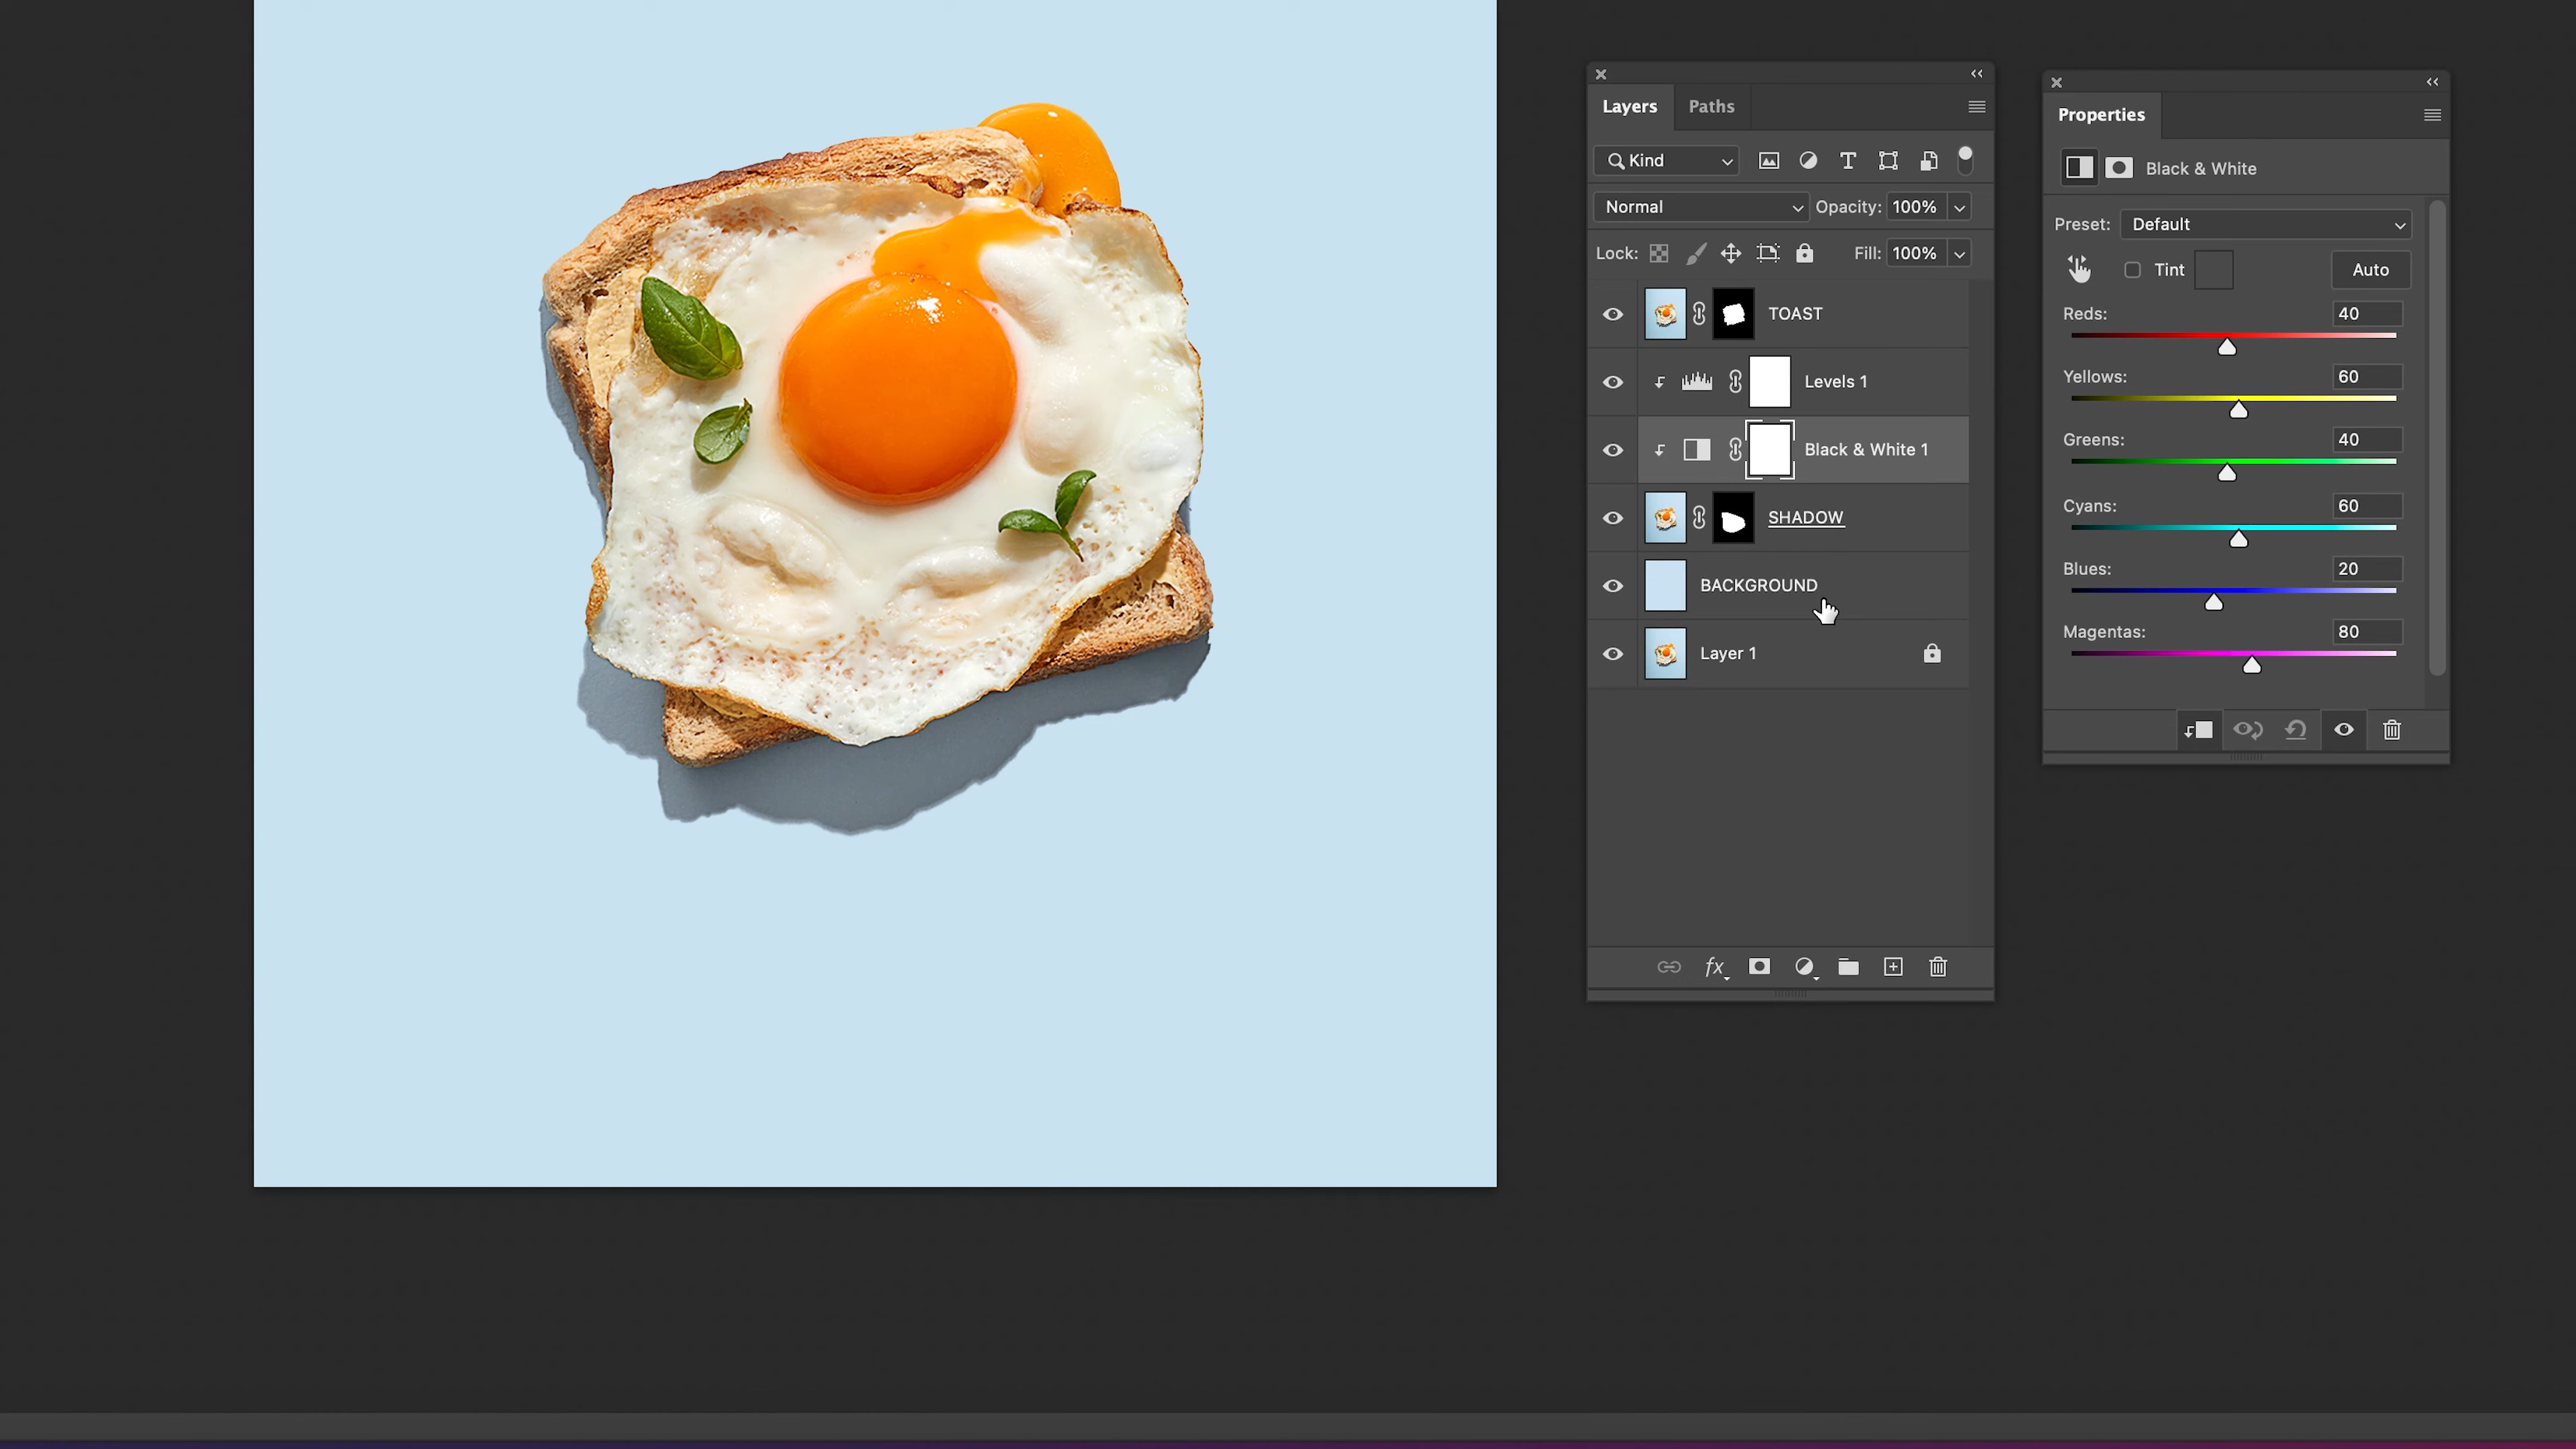 Layers Paths
Kind
Normal Opacity: 100%
Lock: Fill: 100%
TOAST
Levels 1
Black & White 1
SHADOW
BACKGROUND
Layer 1
fx
Properties
Black & White
Preset: Default
Tint Auto
Reds: 40
Yellows: 60
Greens: 40
Cyans: 60
Blues: 20
Magentas: 80